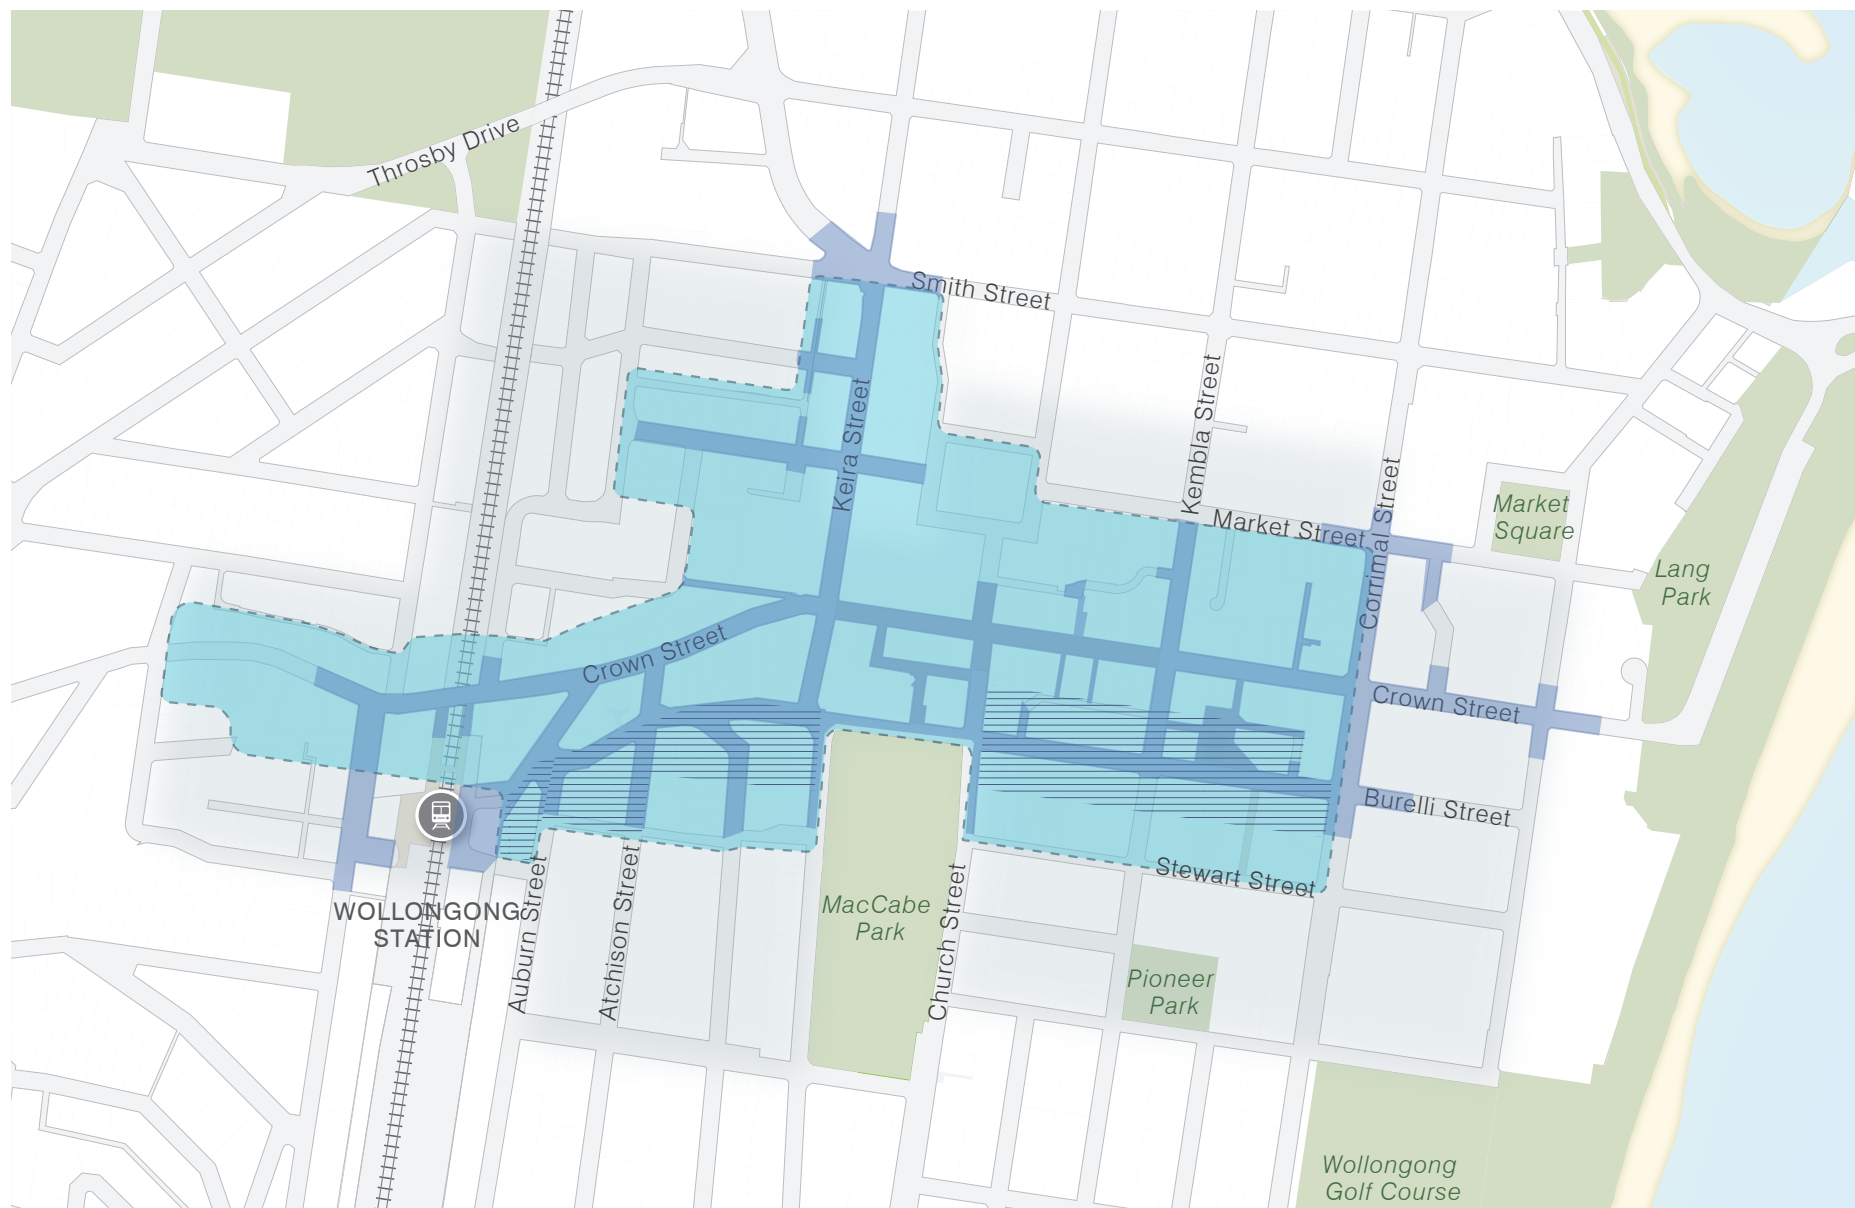 Throsby Drive
Smith Street
Keira Street
Kembla Street
Corrimal Street
Market Street
Market
Square
Lang
Park
Crown Street
Crown Street
Burelli Street
Stewart Street
WOLLONGONG
STATION
Auburn Street
Atchison Street
MacCabe
Park
Church Street
Pioneer
Park
Wollongong
Golf Course